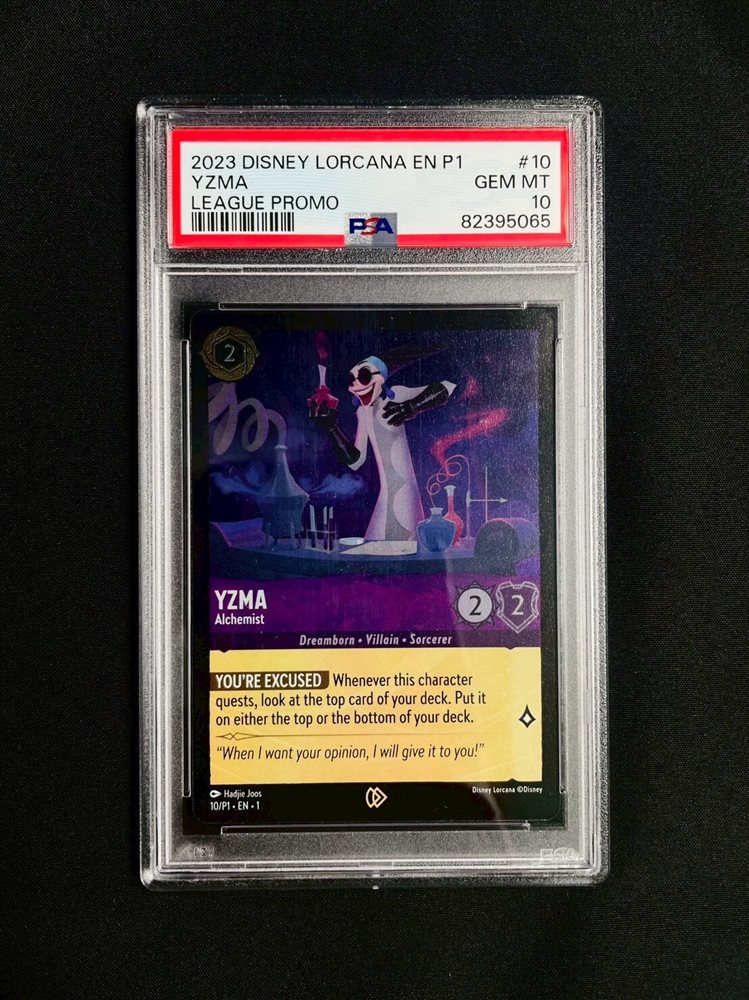 2023 DISNEY LORCANA EN P1 #10
YZMA GEM MT
LEAGUE PROMO 10
PSA 82395065
2
YZMA
Alchemist
2 2
Dreamborn • Villain • Sorcerer
YOU'RE EXCUSED Whenever this character
quests, look at the top card of your deck. Put it
on either the top or the bottom of your deck.
“When I want your opinion, I will give it to you!”
Hadjie Joos
10/P1 • EN • 1
Disney Lorcana ©Disney
PSA